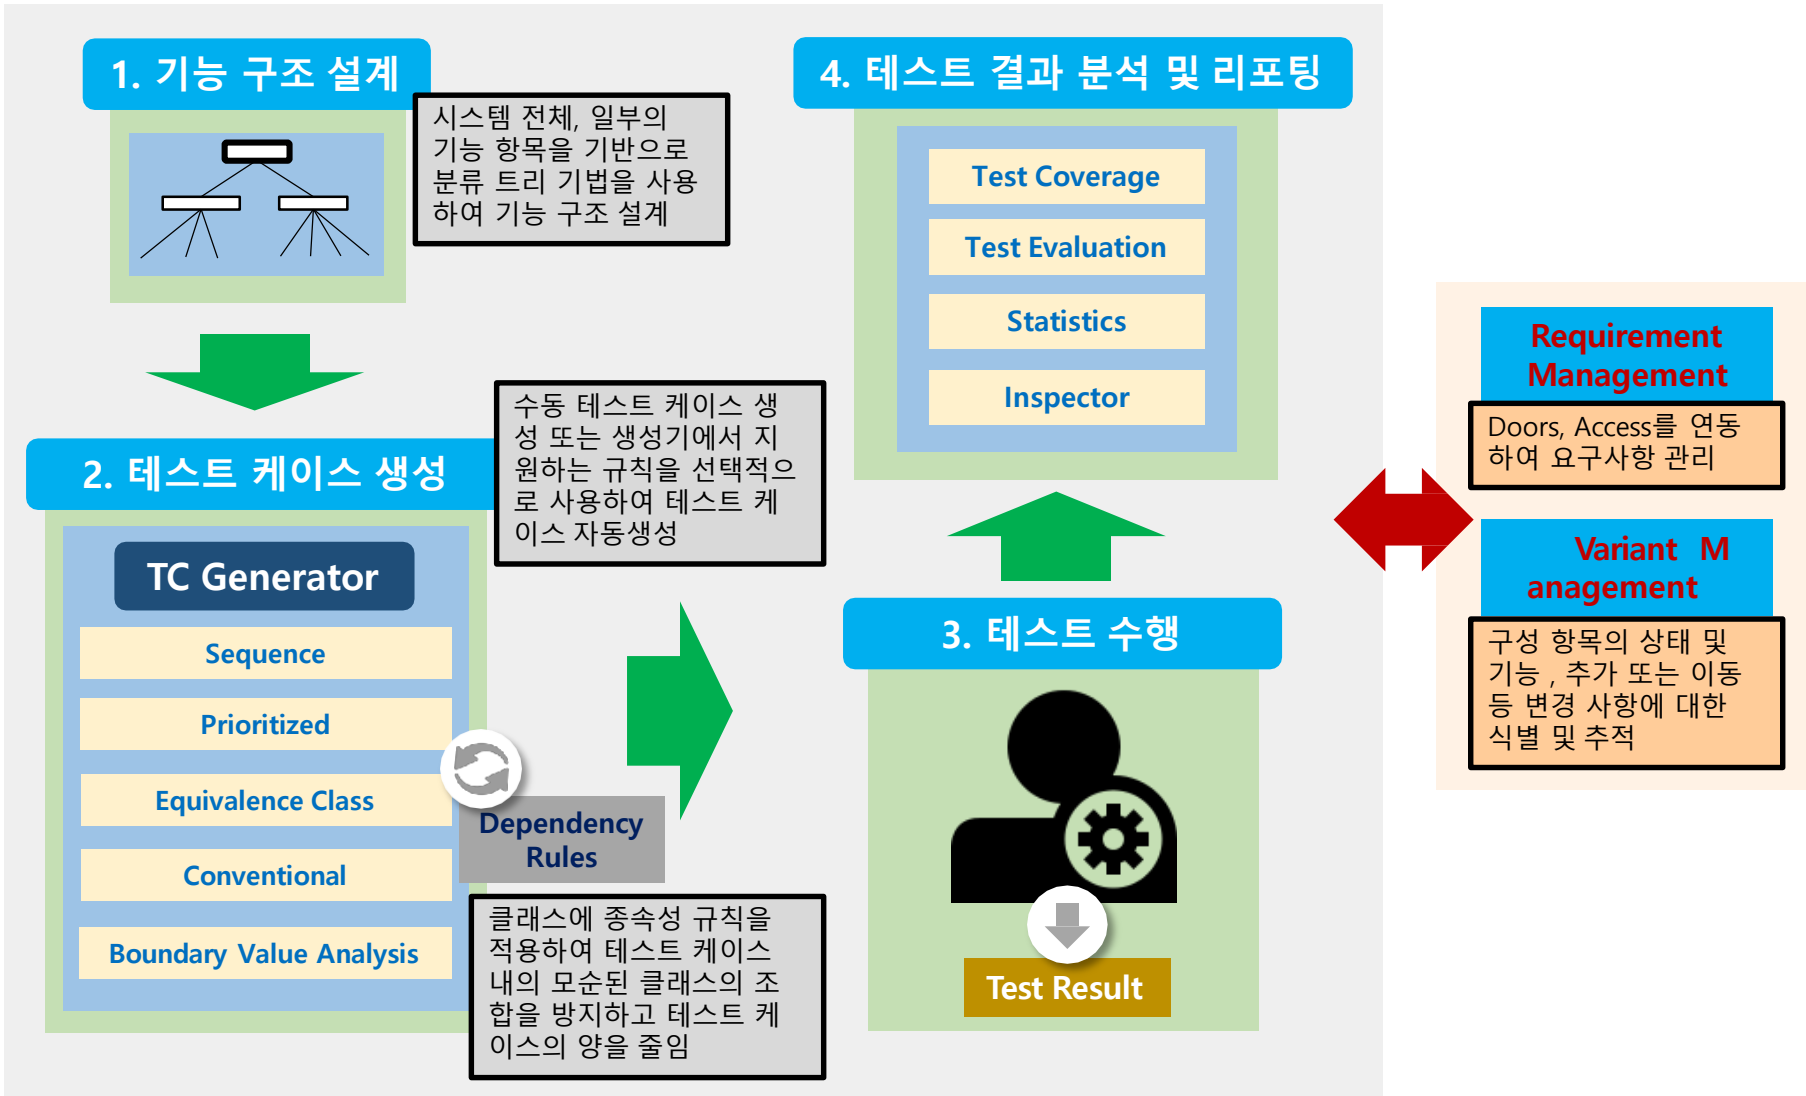 1. 기능 구조 설계
시스템 전체, 일부의
기능 항목을 기반으로
분류 트리 기법을 사용
하여 기능 구조 설계
2. 테스트 케이스 생성
수동 테스트 케이스 생
성 또는 생성기에서 지
원하는 규칙을 선택적으
로 사용하여 테스트 케
이스 자동생성
TC Generator
Sequence
Prioritized
Equivalence Class
Conventional
Boundary Value Analysis
Dependency
Rules
클래스에 종속성 규칙을
적용하여 테스트 케이스
내의 모순된 클래스의 조
합을 방지하고 테스트 케
이스의 양을 줄임
3. 테스트 수행
Test Result
4. 테스트 결과 분석 및 리포팅
Test Coverage
Test Evaluation
Statistics
Inspector
Requirement
Management
Doors, Access를 연동
하여 요구사항 관리
Variant M
anagement
구성 항목의 상태 및
기능 , 추가 또는 이동
등 변경 사항에 대한
식별 및 추적